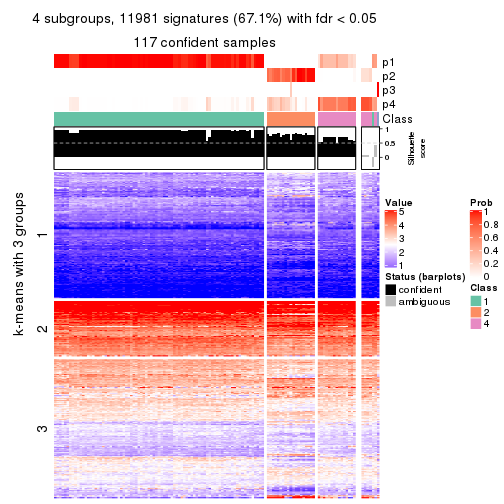 4 subgroups, 11981 signatures (67.1%) with fdr < 0.05
117 confident samples
p1
p2
p3
p4
Class
1
0.5
0
Silhouette
score
k-means with 3 groups
1
2
3
Value
5
4
3
2
1
Status (barplots)
confident
ambiguous
Prob
1
0.8
0.6
0.4
0.2
0
Class
1
2
4